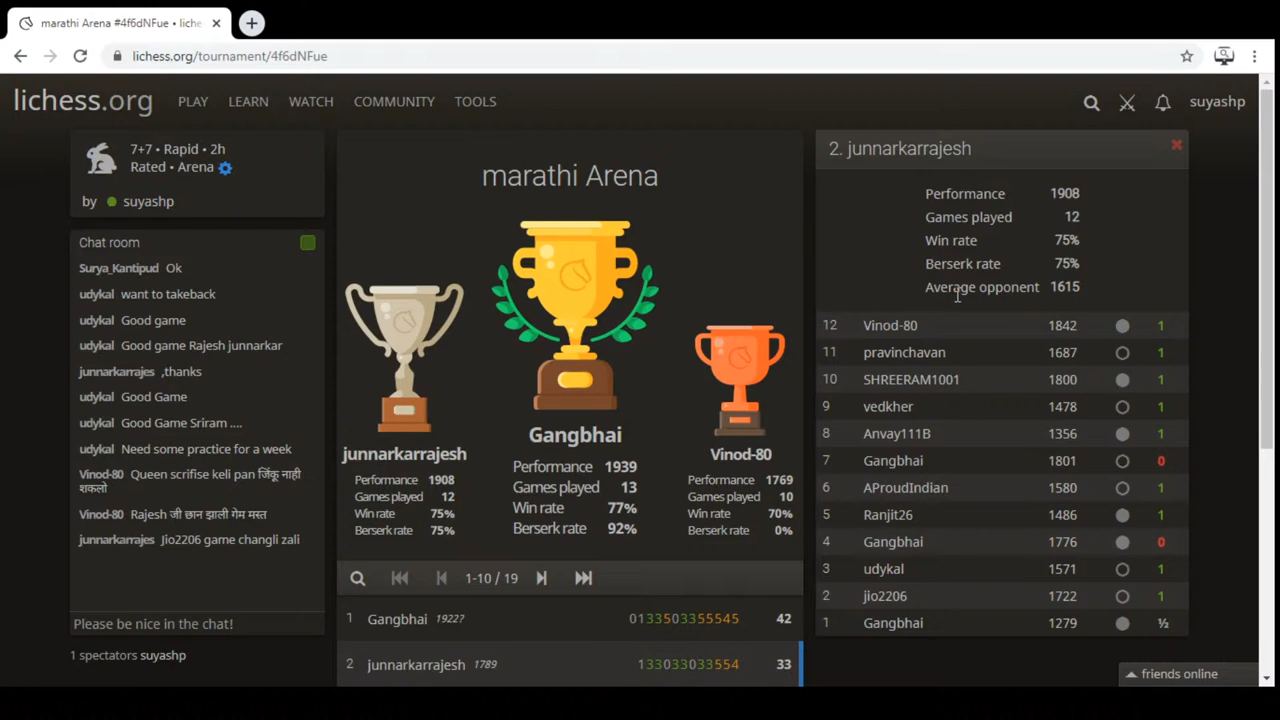 marathi Arena #4f6dNFue • liche
lichess.org/tournament/4f6dNFue
lichess.org PLAY LEARN WATCH COMMUNITY TOOLS suyashp
7+7 • Rapid • 2h
Rated • Arena
by suyashp
Chat room
Surya_Kantipud Ok
udykal want to takeback
udykal Good game
udykal Good game Rajesh junnarkar
junnarkarrajes ,thanks
udykal Good Game
udykal Good Game Sriram ....
udykal Need some practice for a week
Vinod-80 Queen scrifise keli pan जिंकू नाही
शकलो
Vinod-80 Rajesh जी छान झाली गेम मस्त
junnarkarrajes Jio2206 game changli zali
Please be nice in the chat!
1 spectators suyashp
marathi Arena
junnarkarrajesh
Performance 1908
Games played 12
Win rate 75%
Berserk rate 75%
Gangbhai
Performance 1939
Games played 13
Win rate 77%
Berserk rate 92%
Vinod-80
Performance 1769
Games played 10
Win rate 70%
Berserk rate 0%
1-10 / 19
1 Gangbhai 1922? 0133503355545 42
2 junnarkarrajesh 1789 133033033554 33
2. junnarkarrajesh
Performance 1908
Games played 12
Win rate 75%
Berserk rate 75%
Average opponent 1615
12 Vinod-80 1842 1
11 pravinchavan 1687 1
10 SHREERAM1001 1800 1
9 vedkher 1478 1
8 Anvay111B 1356 1
7 Gangbhai 1801 0
6 AProudIndian 1580 1
5 Ranjit26 1486 1
4 Gangbhai 1776 0
3 udykal 1571 1
2 jio2206 1722 1
1 Gangbhai 1279 ½
friends online